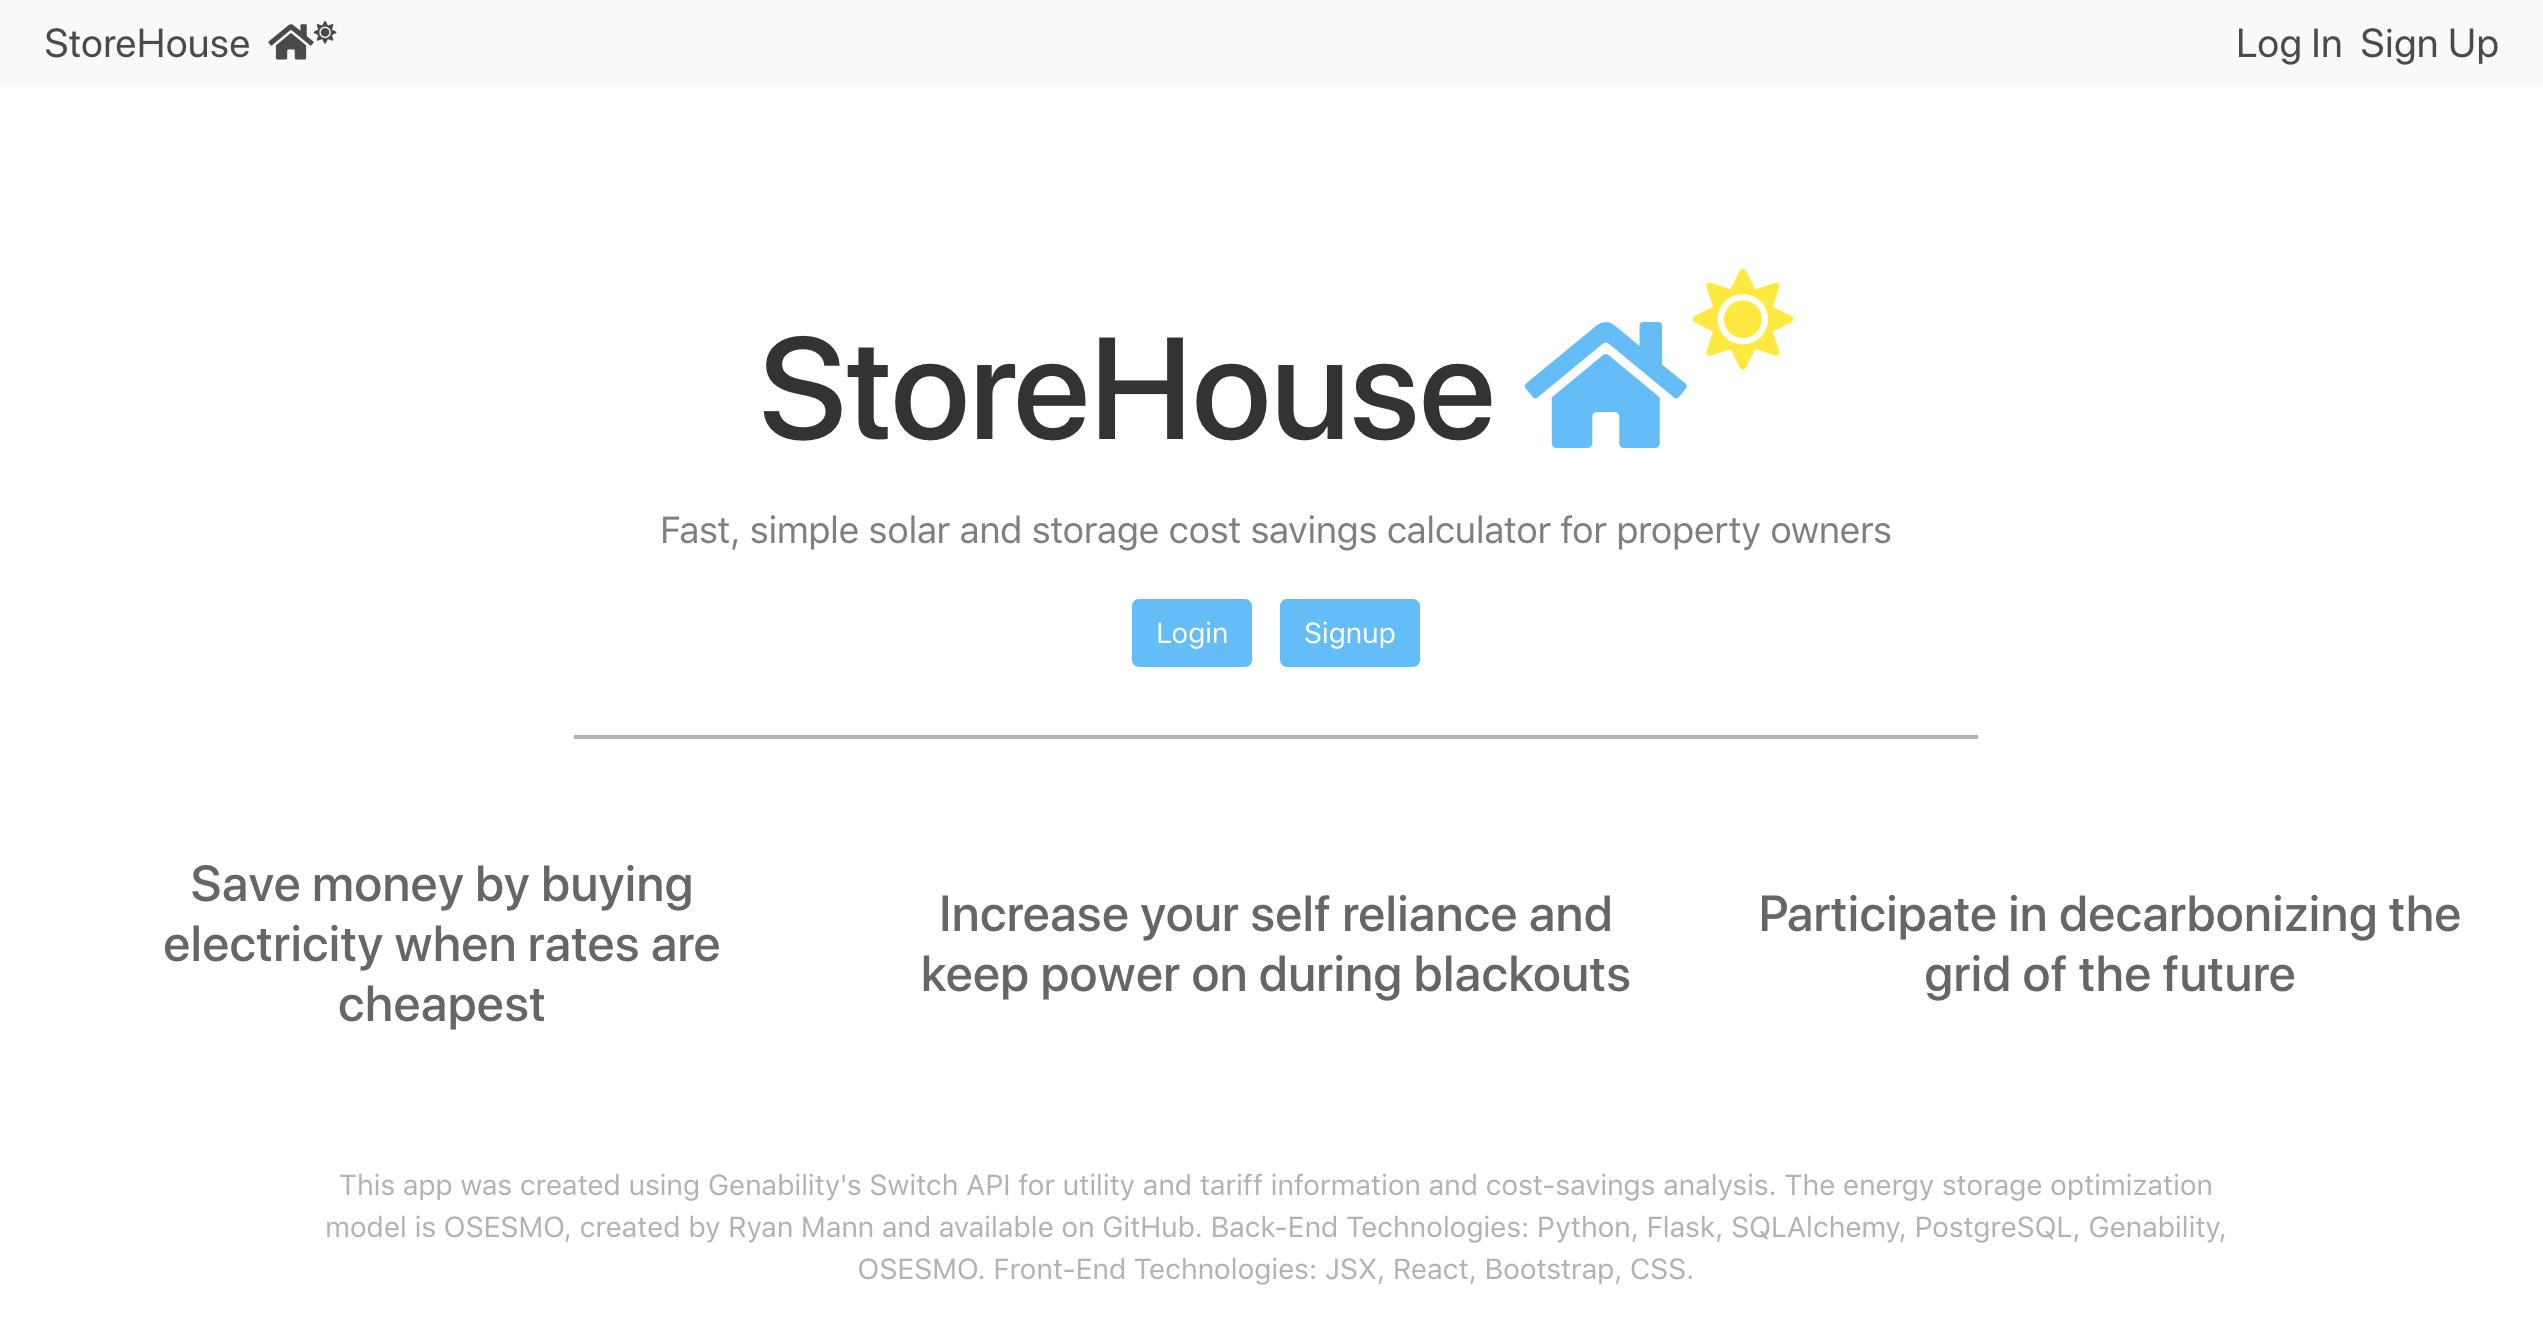 StoreHouse
Log In Sign Up
StoreHouse
Fast, simple solar and storage cost savings calculator for property owners
Login
Signup
Save money by buying
electricity when rates are
cheapest
Increase your self reliance and
keep power on during blackouts
Participate in decarbonizing the
grid of the future
This app was created using Genability's Switch API for utility and tariff information and cost-savings analysis. The energy storage optimization
model is OSESMO, created by Ryan Mann and available on GitHub. Back-End Technologies: Python, Flask, SQLAlchemy, PostgreSQL, Genability,
OSESMO. Front-End Technologies: JSX, React, Bootstrap, CSS.